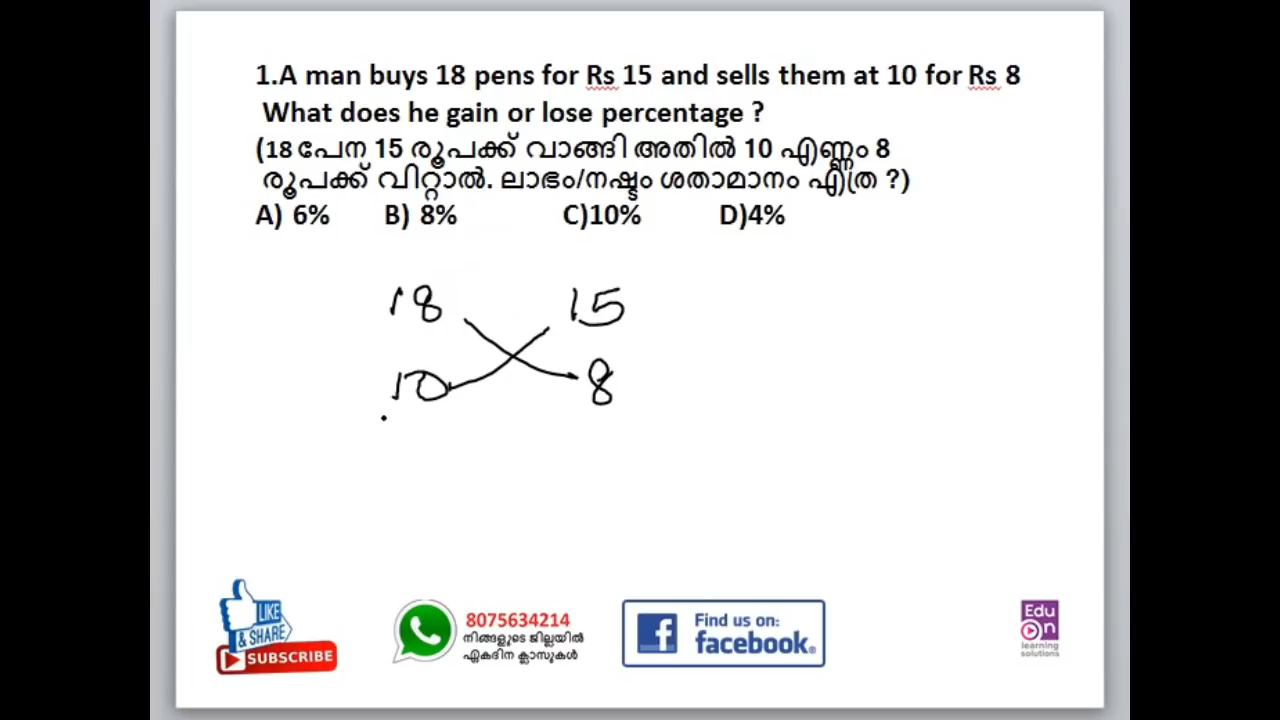 1.A man buys 18 pens for Rs 15 and sells them at 10 for Rs 8
What does he gain or lose percentage ?
(18 പേന 15 രൂപക്ക് വാങ്ങി അതിൽ 10 എണ്ണം 8
രൂപക്ക് വിറ്റാൽ. ലാഭം/നഷ്ടം ശതമാനം എത്ര ?)
A) 6% B) 8% C)10% D)4%
18 15
10 8
LIKE
& SHARE
SUBSCRIBE
8075634214
നിങ്ങളുടെ ജില്ലയിൽ
ഏകദിന ക്ലാസുകൾ
Find us on:
facebook.
Edu
On
learning
solutions